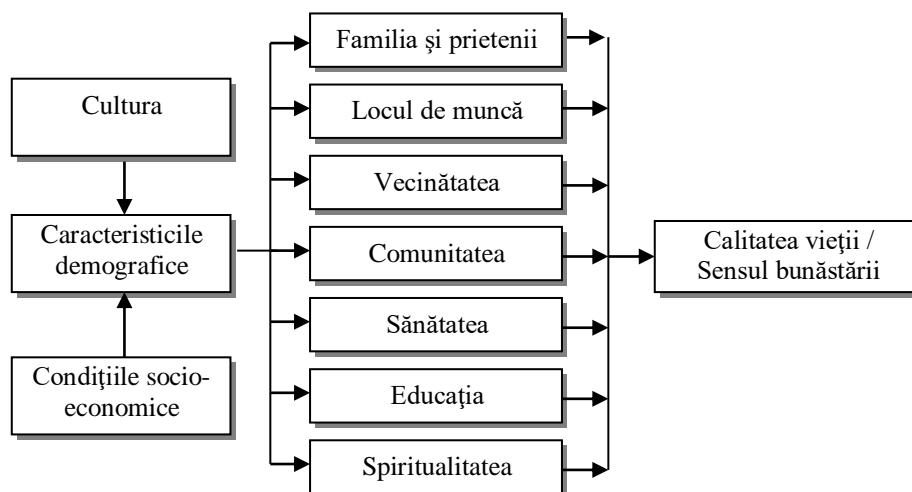 Cultura
Caracteristicile
demografice
Condiţiile socio-
economice
Familia şi prietenii
Locul de muncă
Vecinătatea
Comunitatea
Sănătatea
Educaţia
Spiritualitatea
Calitatea vieţii /
Sensul bunăstării